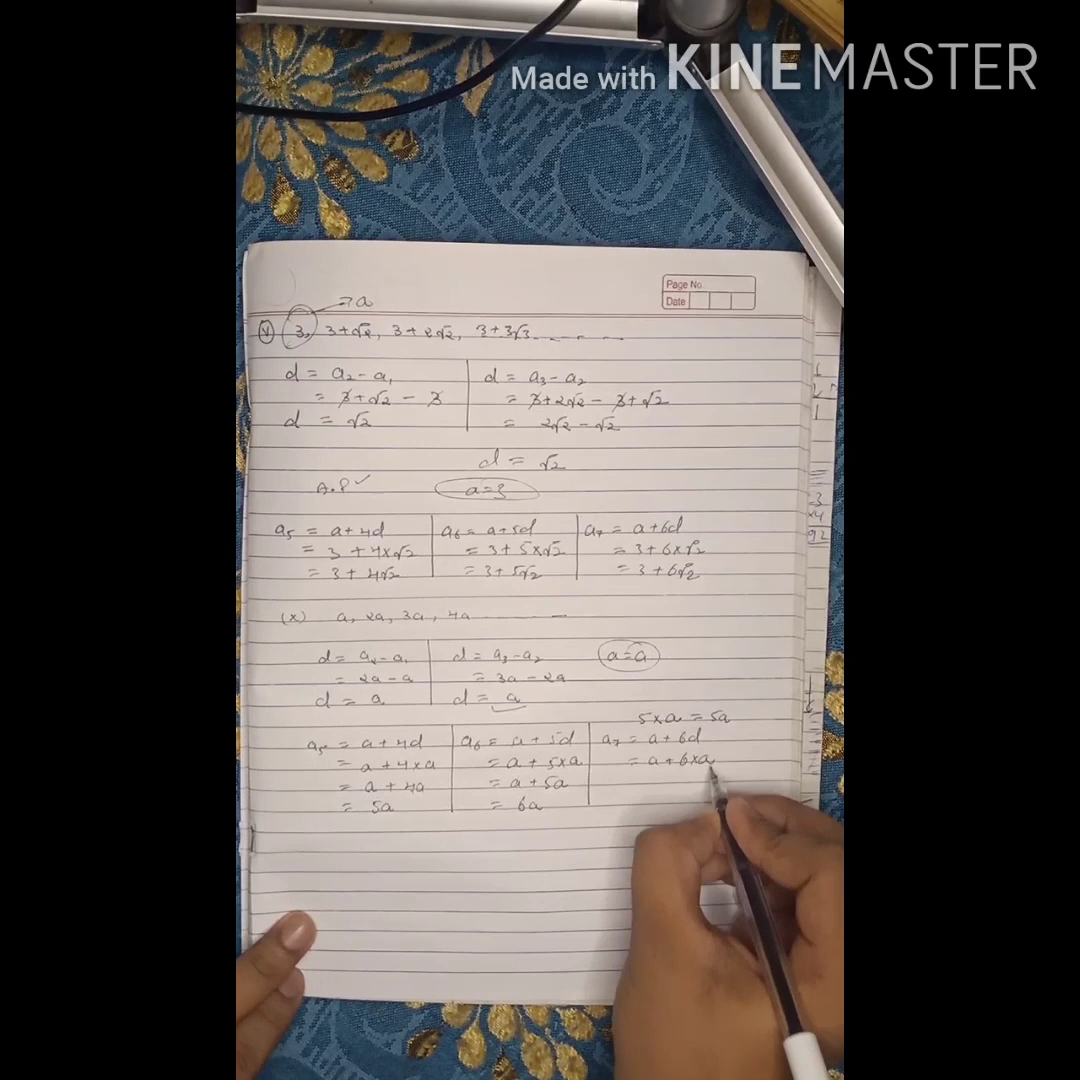 Made with KINEMASTER
Page No.
Date
→ a
(V) 3, 3+√2, 3+2√2, 3+3√3 - - - - -
d = a₂ - a₁
= 3+√2 - 3
d = √2
d = a₃ - a₂
= 3+2√2 - 3+√2
= 2√2 - √2
d = √2
A.P ✓
a=3
a₅ = a+4d
= 3 + 4×√2
= 3 + 4√2
a₆ = a+5d
= 3+5×√2
= 3+5√2
a₇ = a+6d
= 3+6×√2
= 3+6√2
(x) a, 2a, 3a, 4a
d = a₂-a₁
= 2a - a
d = a
d = a₃-a₂
= 3a - 2a
d = a
a=a
5×a = 5a
a₅ = a+4d
= a+4×a
= a + 4a
= 5a
a₆ = a+5d
= a + 5×a
= a + 5a
= 6a
a₇ = a+6d
= a+6×a
3
×4
92